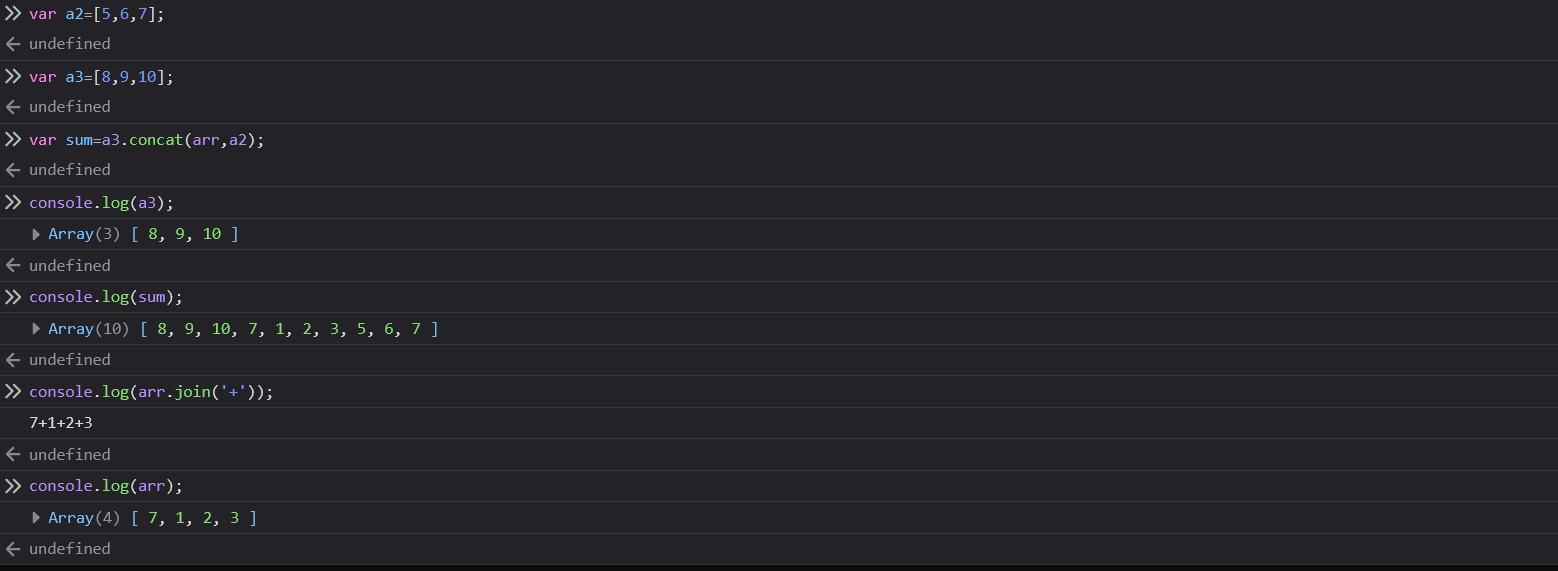 var a2=[5,6,7];
undefined
var a3=[8,9,10];
undefined
var sum=a3.concat(arr,a2);
undefined
console.log(a3);
Array(3) [ 8, 9, 10 ]
undefined
console.log(sum);
Array(10) [ 8, 9, 10, 7, 1, 2, 3, 5, 6, 7 ]
undefined
console.log(arr.join('+'));
7+1+2+3
undefined
console.log(arr);
Array(4) [ 7, 1, 2, 3 ]
undefined